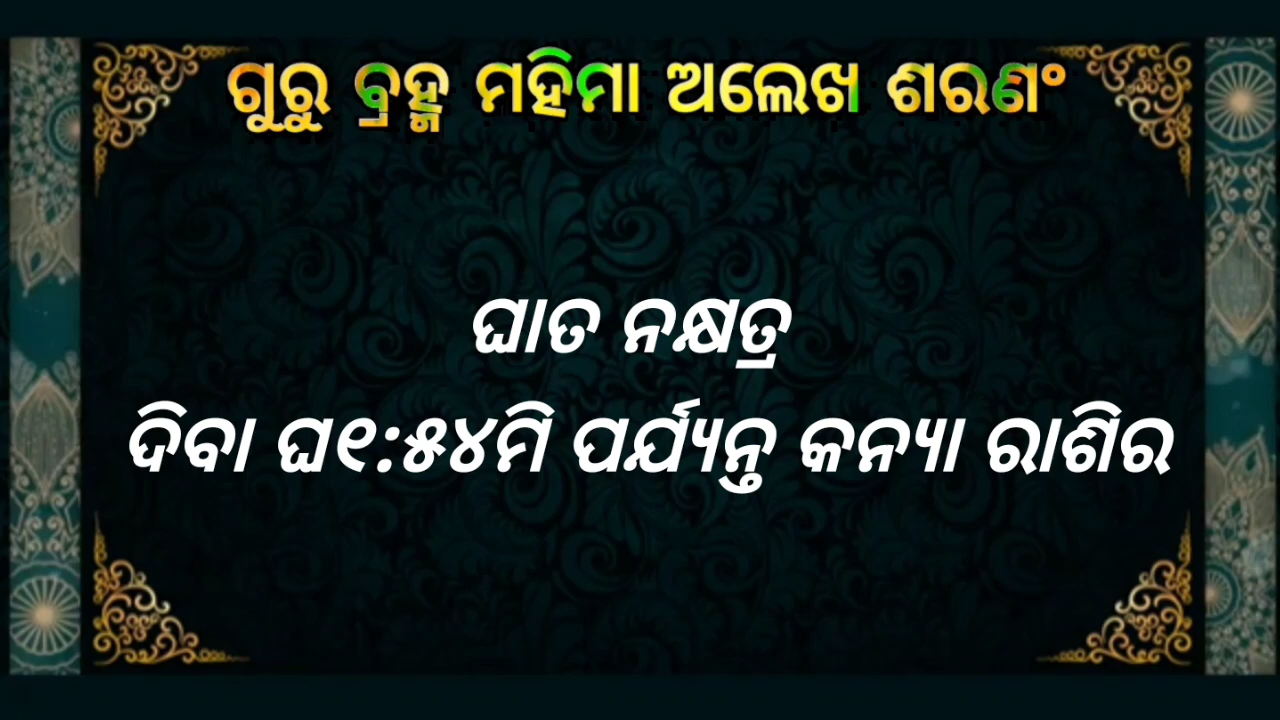 ଗୁରୁ ବ୍ରହ୍ମ ମହିମା ଅଲେଖ ଶରଣଂ
ଘାତ ନକ୍ଷତ୍ର
ଦିବା ଘ୧:୫୪ମି ପର୍ଯ୍ୟନ୍ତ କନ୍ୟା ରାଶିର